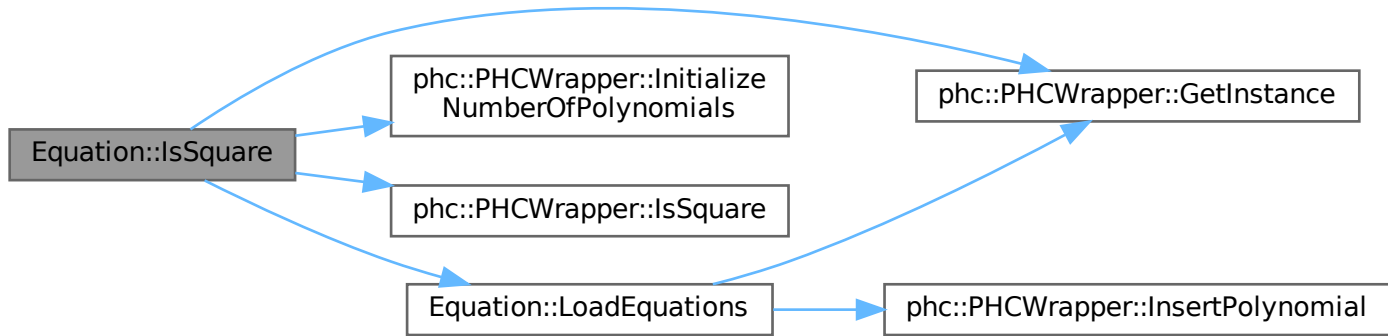 phc::PHCWrapper::Initialize
NumberOfPolynomials
phc::PHCWrapper::GetInstance
Equation::IsSquare
phc::PHCWrapper::IsSquare
Equation::LoadEquations
phc::PHCWrapper::InsertPolynomial